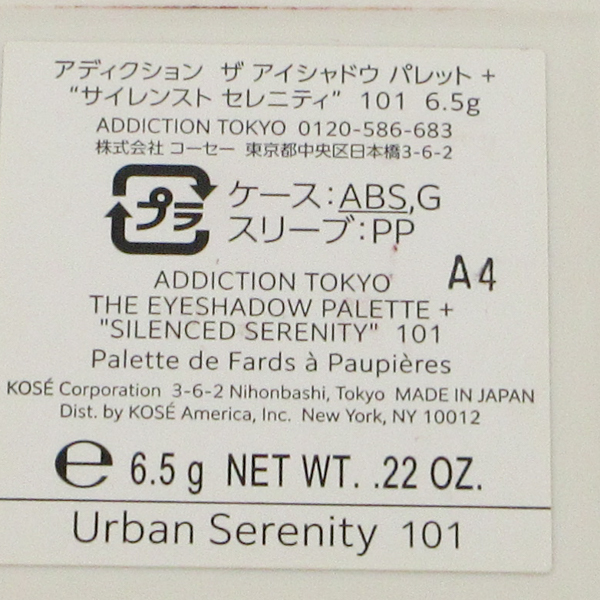 アディクション ザ アイシャドウ パレット +
“サイレンスト セレニティ” 101 6.5g
ADDICTION TOKYO 0120-586-683
株式会社 コーセー 東京都中央区日本橋3-6-2
プラ
ケース:ABS,G
スリーブ:PP
A4
ADDICTION TOKYO
THE EYESHADOW PALETTE +
"SILENCED SERENITY" 101
Palette de Fards à Paupières
KOSÉ Corporation 3-6-2 Nihonbashi, Tokyo MADE IN JAPAN
Dist. by KOSÉ America, Inc. New York, NY 10012
℮ 6.5 g NET WT. .22 OZ.
Urban Serenity 101